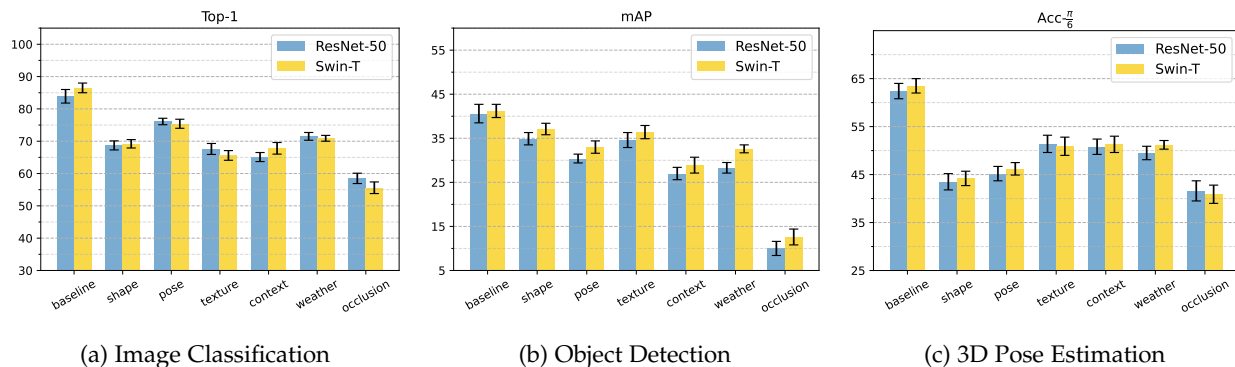 Top-1
100
90
80
70
60
50
40
30
ResNet-50
Swin-T
baseline
shape
pose
texture
context
weather
occlusion
(a) Image Classification
mAP
55
45
35
25
15
5
ResNet-50
Swin-T
baseline
shape
pose
texture
context
weather
occlusion
(b) Object Detection
Acc-π/6
65
55
45
35
25
ResNet-50
Swin-T
baseline
shape
pose
texture
context
weather
occlusion
(c) 3D Pose Estimation